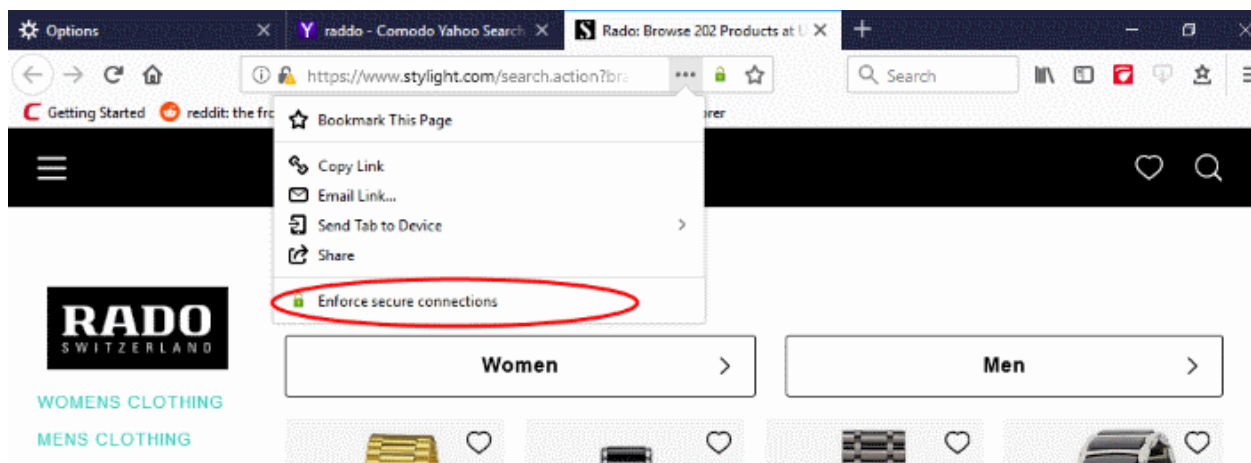 Options
raddo - Comodo Yahoo Search
Rado: Browse 202 Products at U
https://www.stylight.com/search.action?bra
Search
Getting Started
reddit: the fro
rer
Bookmark This Page
Copy Link
Email Link...
Send Tab to Device
Share
Enforce secure connections
RADO
SWITZERLAND
Women
Men
WOMENS CLOTHING
MENS CLOTHING